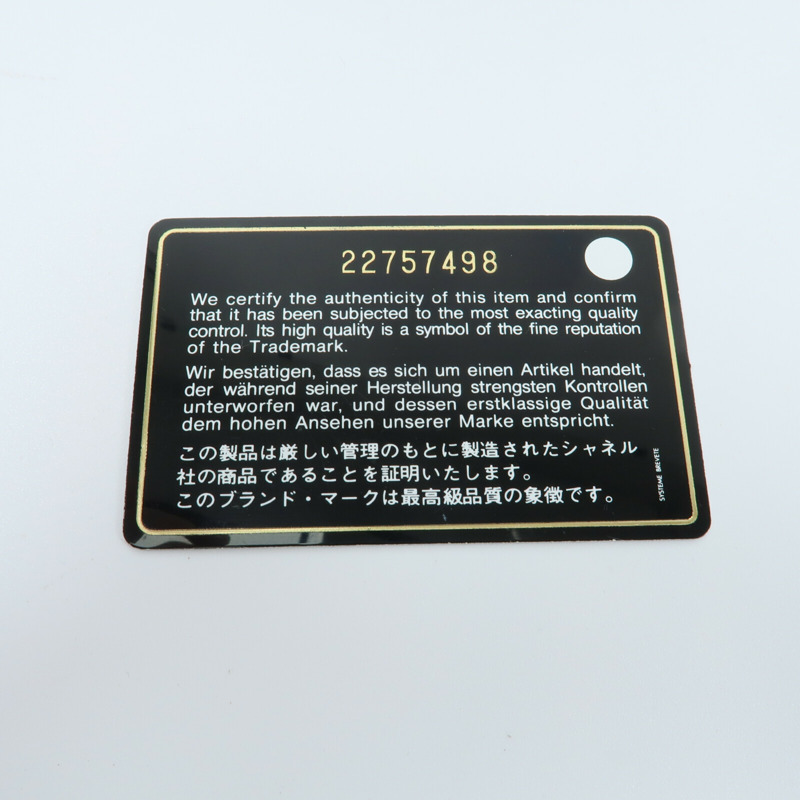 22757498
We certify the authenticity of this item and confirm
that it has been subjected to the most exacting quality
control. Its high quality is a symbol of the fine reputation
of the Trademark.
Wir bestätigen, dass es sich um einen Artikel handelt,
der während seiner Herstellung strengsten Kontrollen
unterworfen war, und dessen erstklassige Qualität
dem hohen Ansehen unserer Marke entspricht.
この製品は厳しい管理のもとに製造されたシャネル
社の商品であることを証明いたします。
このブランド・マークは最高級品質の象徴です。
SYSTEME BREVETE